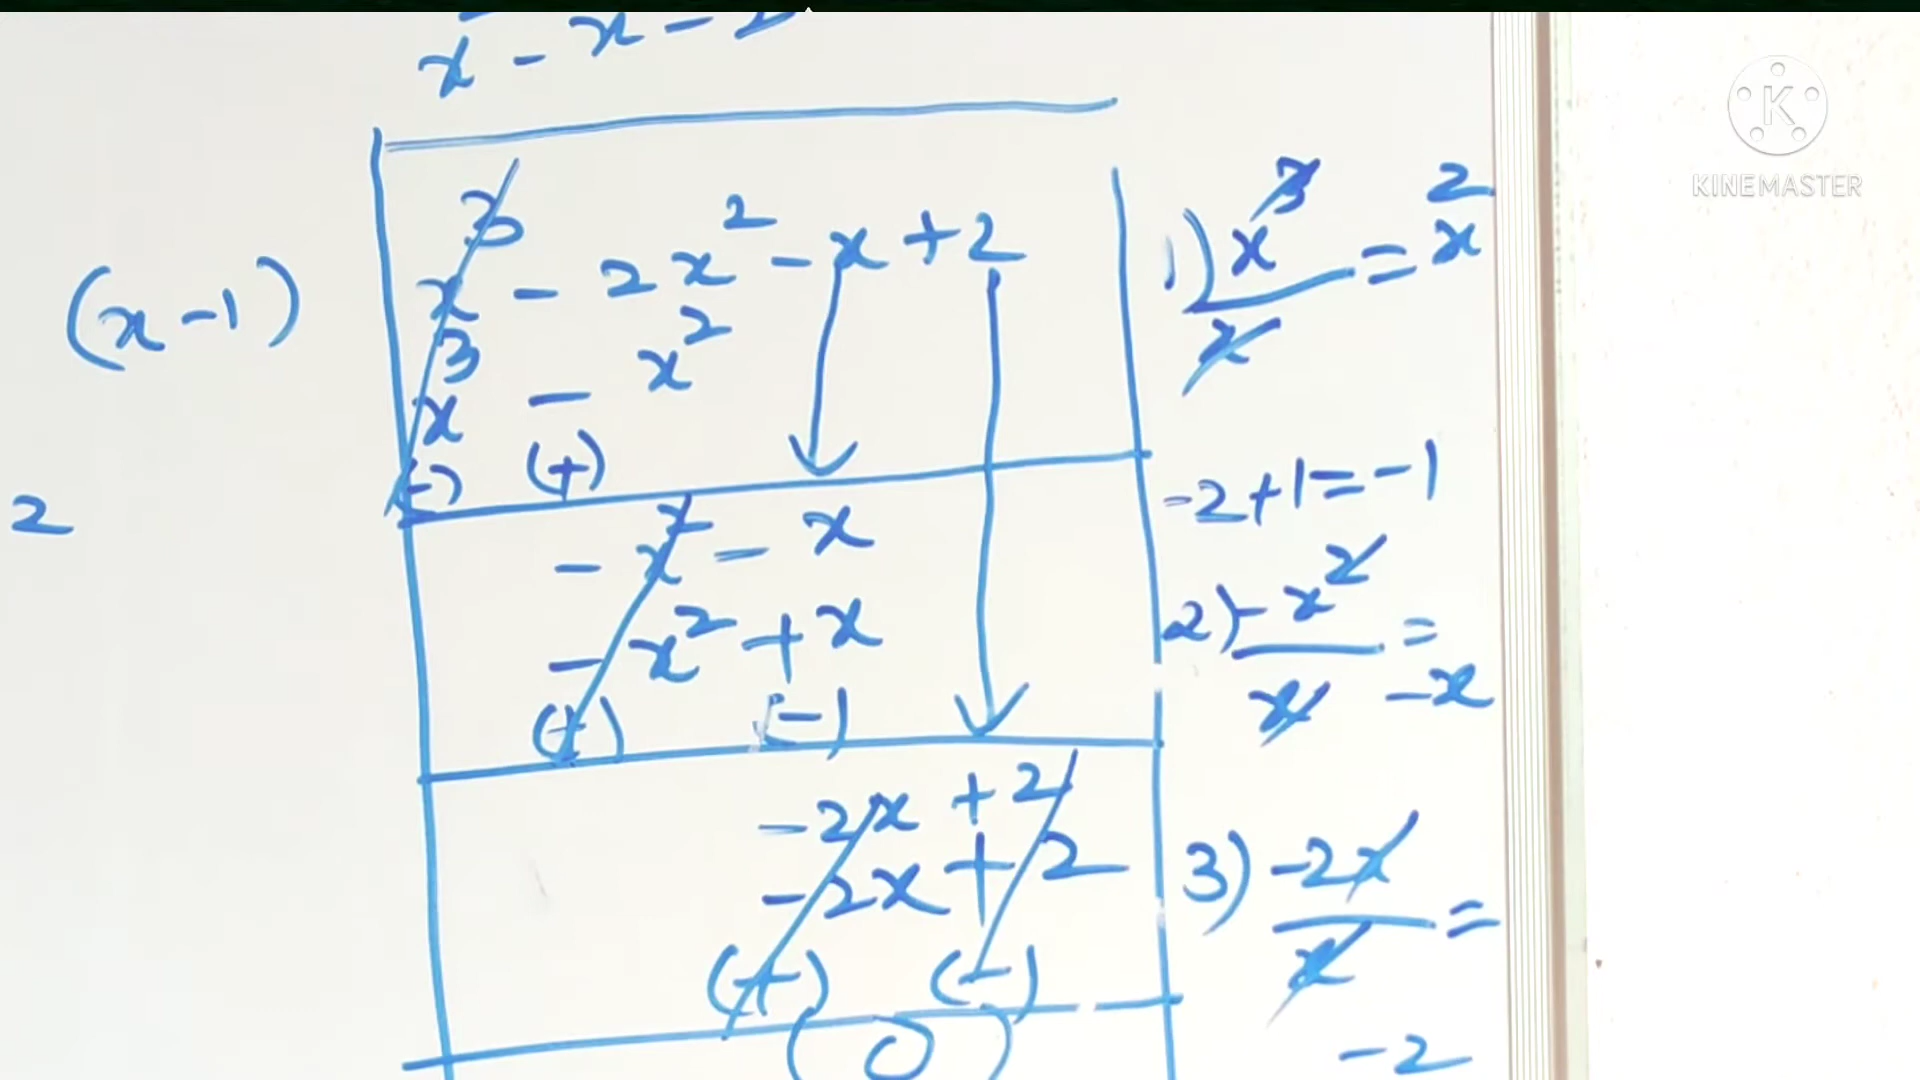 x² - x - 2
(x-1)
x³ - 2x² - x + 2
x³ - x²
(-) (+)
2
- x² - x
- x² + x
(+) (-)
-2x + 2
-2x + 2
(+) (-)
(0)
1) x³/x = x²
-2+1=-1
2) -x²/x = -x
3) -2x/x = -2
K
KINEMASTER